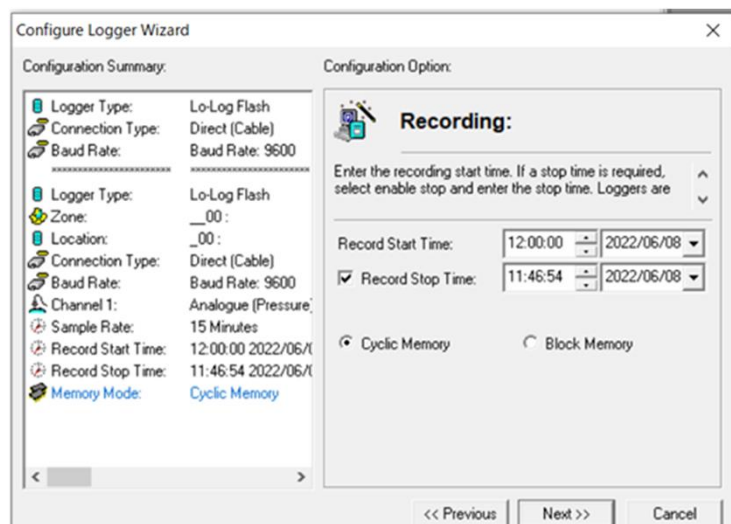 Configure Logger Wizard
Configuration Summary:
Configuration Option:
Logger Type: Lo-Log Flash
Connection Type: Direct (Cable)
Baud Rate: Baud Rate: 9600
==================== ====================
Logger Type: Lo-Log Flash
Zone: __00 :
Location: _00 :
Connection Type: Direct (Cable)
Baud Rate: Baud Rate: 9600
Channel 1: Analogue (Pressure)
Sample Rate: 15 Minutes
Record Start Time: 12:00:00 2022/06/0
Record Stop Time: 11:46:54 2022/06/0
Memory Mode: Cyclic Memory
Recording:
Enter the recording start time. If a stop time is required,
select enable stop and enter the stop time. Loggers are
Record Start Time: 12:00:00 2022/06/08
Record Stop Time: 11:46:54 2022/06/08
Cyclic Memory Block Memory
<< Previous Next >> Cancel